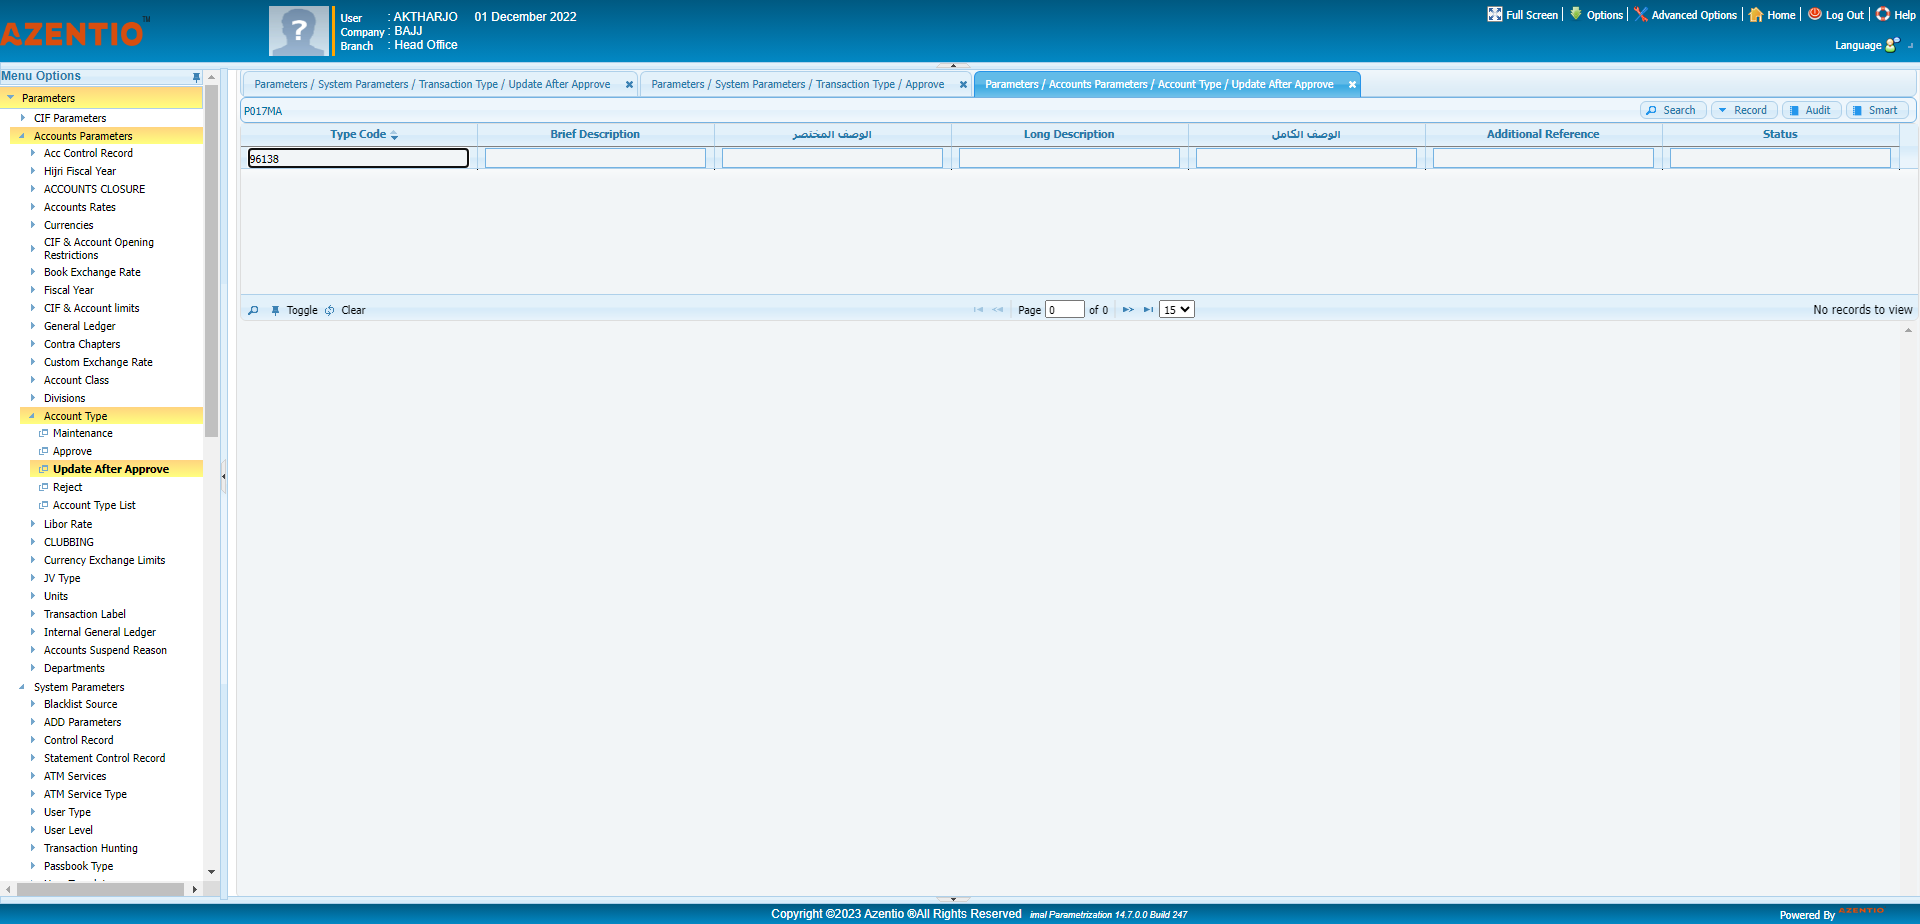 AZENTIO™
User : AKTHARJO 01 December 2022
Company : BAJJ
Branch : Head Office
Full Screen
Options
Advanced Options
Home
Log Out
Help
Language
Menu Options
Parameters
CIF Parameters
Accounts Parameters
Acc Control Record
Hijri Fiscal Year
ACCOUNTS CLOSURE
Accounts Rates
Currencies
CIF & Account Opening
Restrictions
Book Exchange Rate
Fiscal Year
CIF & Account limits
General Ledger
Contra Chapters
Custom Exchange Rate
Account Class
Divisions
Account Type
Maintenance
Approve
Update After Approve
Reject
Account Type List
Libor Rate
CLUBBING
Currency Exchange Limits
JV Type
Units
Transaction Label
Internal General Ledger
Accounts Suspend Reason
Departments
System Parameters
Blacklist Source
ADD Parameters
Control Record
Statement Control Record
ATM Services
ATM Service Type
User Type
User Level
Transaction Hunting
Passbook Type
Parameters / System Parameters / Transaction Type / Update After Approve
Parameters / System Parameters / Transaction Type / Approve
Parameters / Accounts Parameters / Account Type / Update After Approve
P017MA
Search
Record
Audit
Smart
Type Code
Brief Description
الوصف المختصر
Long Description
الوصف الكامل
Additional Reference
Status
96138
Toggle
Clear
Page 0 of 0
15
No records to view
Copyright ©2023 Azentio ®All Rights Reserved imal Parametrization 14.7.0.0 Build 247
Powered By AZENTIO